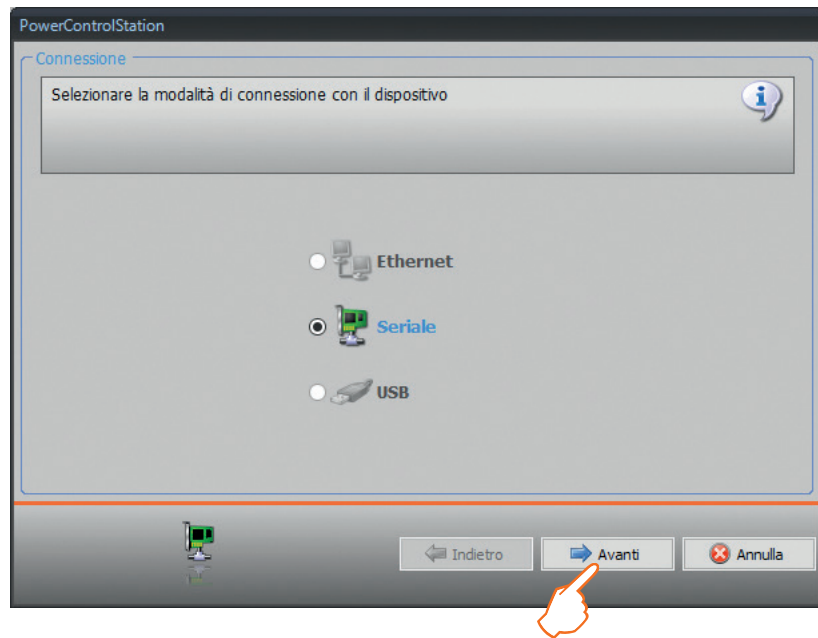 PowerControlStation
Connessione
Selezionare la modalità di connessione con il dispositivo
Ethernet
Seriale
USB
Indietro
Avanti
Annulla